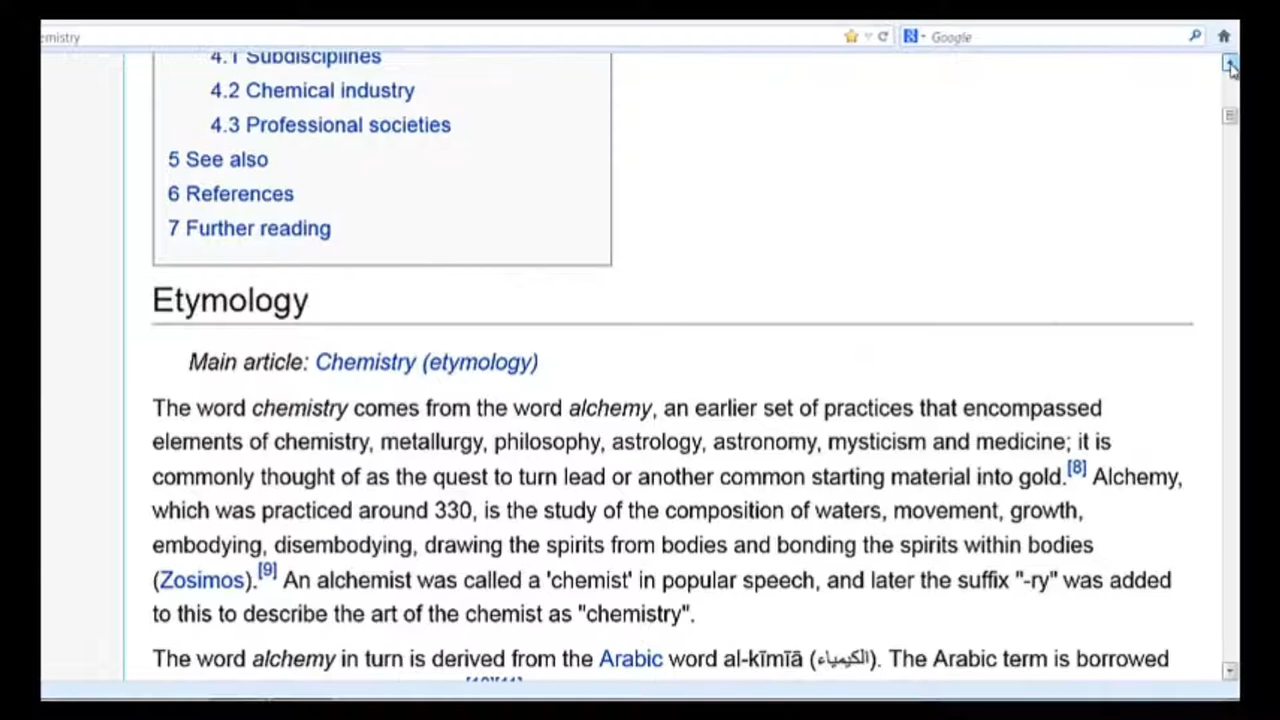 emistry
Google
4.1 Subdisciplines
4.2 Chemical industry
4.3 Professional societies
5 See also
6 References
7 Further reading
Etymology
Main article: Chemistry (etymology)
The word chemistry comes from the word alchemy, an earlier set of practices that encompassed
elements of chemistry, metallurgy, philosophy, astrology, astronomy, mysticism and medicine; it is
commonly thought of as the quest to turn lead or another common starting material into gold.[8] Alchemy,
which was practiced around 330, is the study of the composition of waters, movement, growth,
embodying, disembodying, drawing the spirits from bodies and bonding the spirits within bodies
(Zosimos).[9] An alchemist was called a 'chemist' in popular speech, and later the suffix "-ry" was added
to this to describe the art of the chemist as "chemistry".
The word alchemy in turn is derived from the Arabic word al-kīmīā (الكيمياء). The Arabic term is borrowed